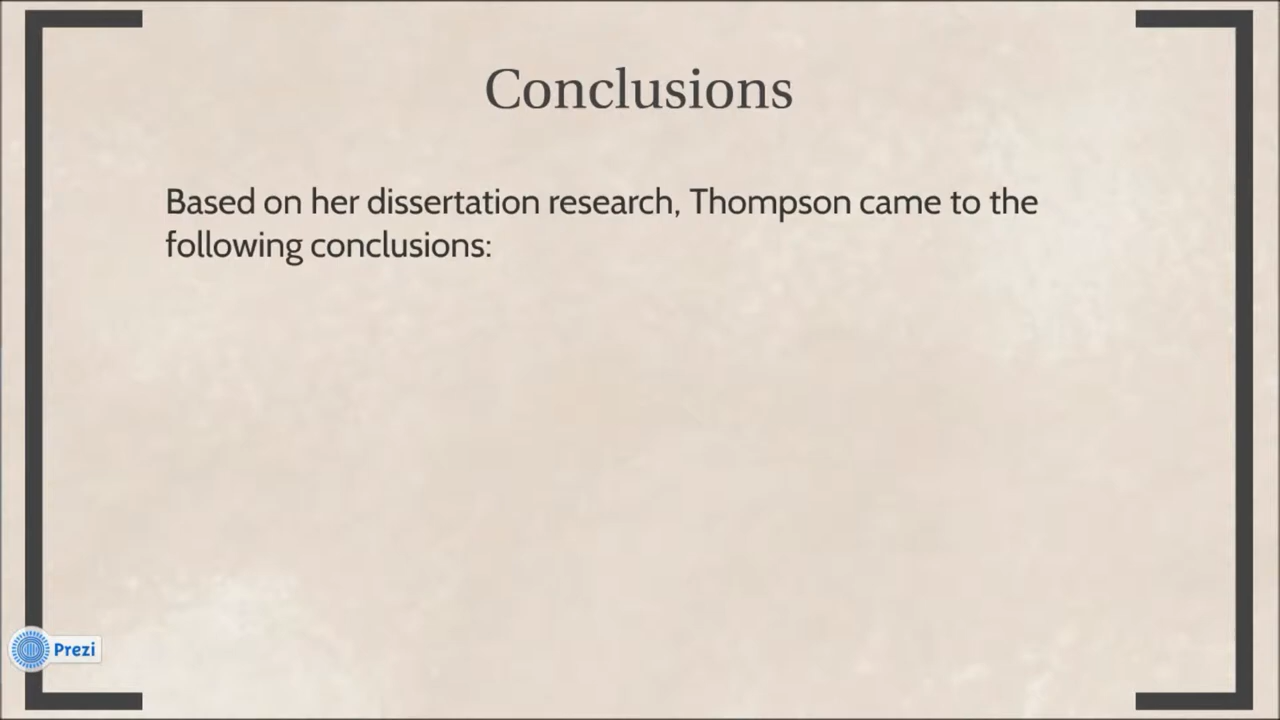 Conclusions
Based on her dissertation research, Thompson came to the
following conclusions:
Prezi